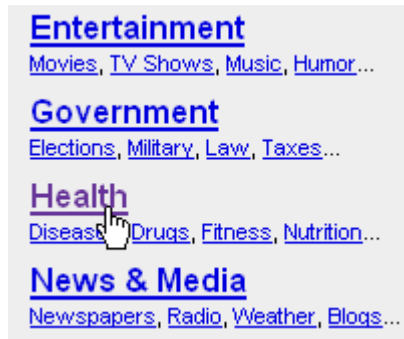 Entertainment
Movies, TV Shows, Music, Humor...
Government
Elections, Military, Law, Taxes...
Health
Drugs, Fitness, Nutrition...
News & Media
Newspapers, Radio, Weather, Blogs...